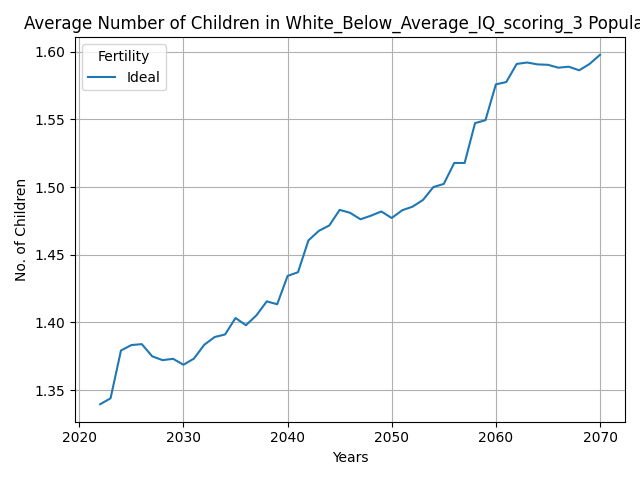 Average Number of Children in White_Below_Average_IQ_scoring_3 Popula
Fertility
Ideal
1.60
1.55
1.50
1.45
1.40
1.35
No. of Children
2020 2030 2040 2050 2060 2070
Years